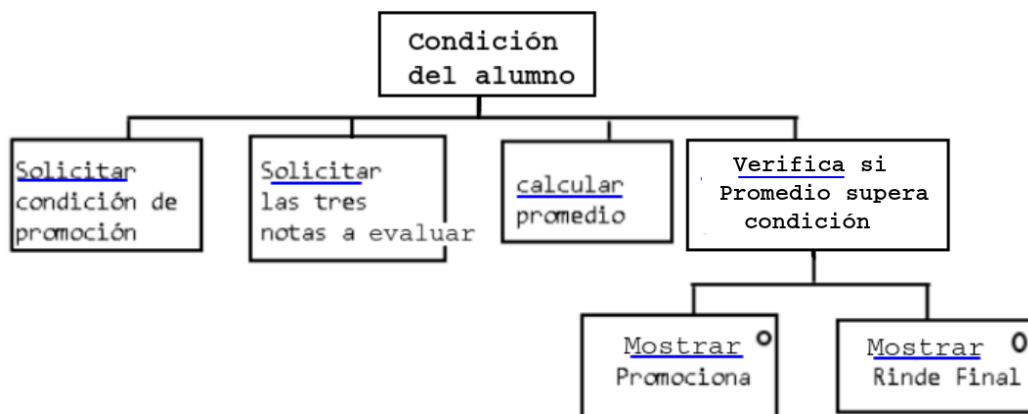 Condición
del alumno
Solicitar
condición de
promoción
Solicitar
las tres
notas a evaluar
calcular
promedio
Verifica si
Promedio supera
condición
Mostrar
Promociona
Mostrar
Rinde Final